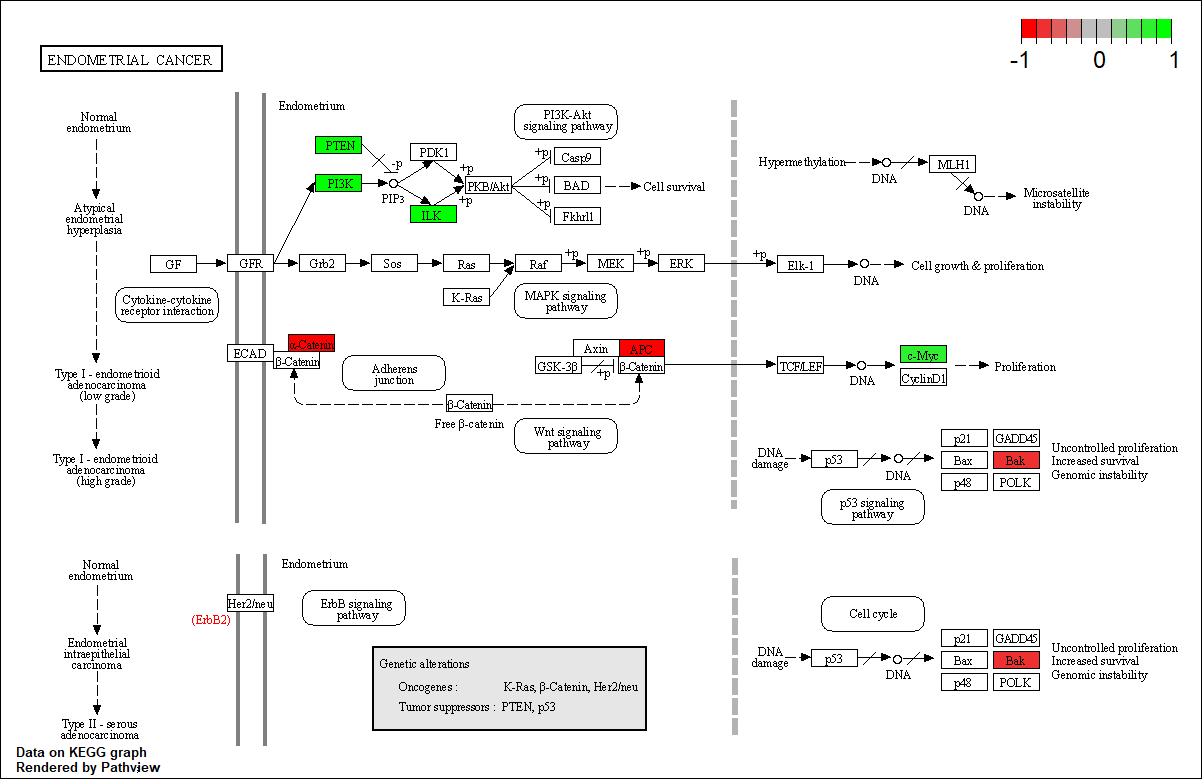 ENDOMETRIAL CANCER
-1 0 1
Normal
endometrium
Atypical
endometrial
hyperplasia
Type I - endometrioid
adenocarcinoma
(low grade)
Type I - endometrioid
adenocarcinoma
(high grade)
Endometrium
PI3K-Akt
signaling pathway
PTEN
-p
PDK1
+p
+p
Casp9
PI3K
PIP3
PKB/Akt
+p
BAD
Cell survival
ILK
+p
+p
Fkhrl1
Hypermethylation
DNA
MLH1
DNA
Microsatellite
instability
GF
GFR
Grb2
Sos
Ras
Raf
+p
MEK
+p
ERK
+p
Elk-1
DNA
Cell growth & proliferation
K-Ras
Cytokine-cytokine
receptor interaction
MAPK signaling
pathway
ECAD
α-Catenin
β-Catenin
Adherens
junction
Axin
APC
GSK-3β
+p
β-Catenin
TCF/LEF
DNA
c-Myc
CyclinD1
Proliferation
β-Catenin
Free β-catenin
Wnt signaling
pathway
DNA
damage
p53
DNA
p21
GADD45
Bax
Bak
p48
POLK
Uncontrolled proliferation
Increased survival
Genomic instability
p53 signaling
pathway
Normal
endometrium
Endometrial
intraepithelial
carcinoma
Type II - serous
adenocarcinoma
Endometrium
Her2/neu
(ErbB2)
ErbB signaling
pathway
Cell cycle
DNA
damage
p53
DNA
p21
GADD45
Bax
Bak
p48
POLK
Uncontrolled proliferation
Increased survival
Genomic instability
Genetic alterations
Oncogenes : K-Ras, β-Catenin, Her2/neu
Tumor suppressors : PTEN, p53
Data on KEGG graph
Rendered by Pathview